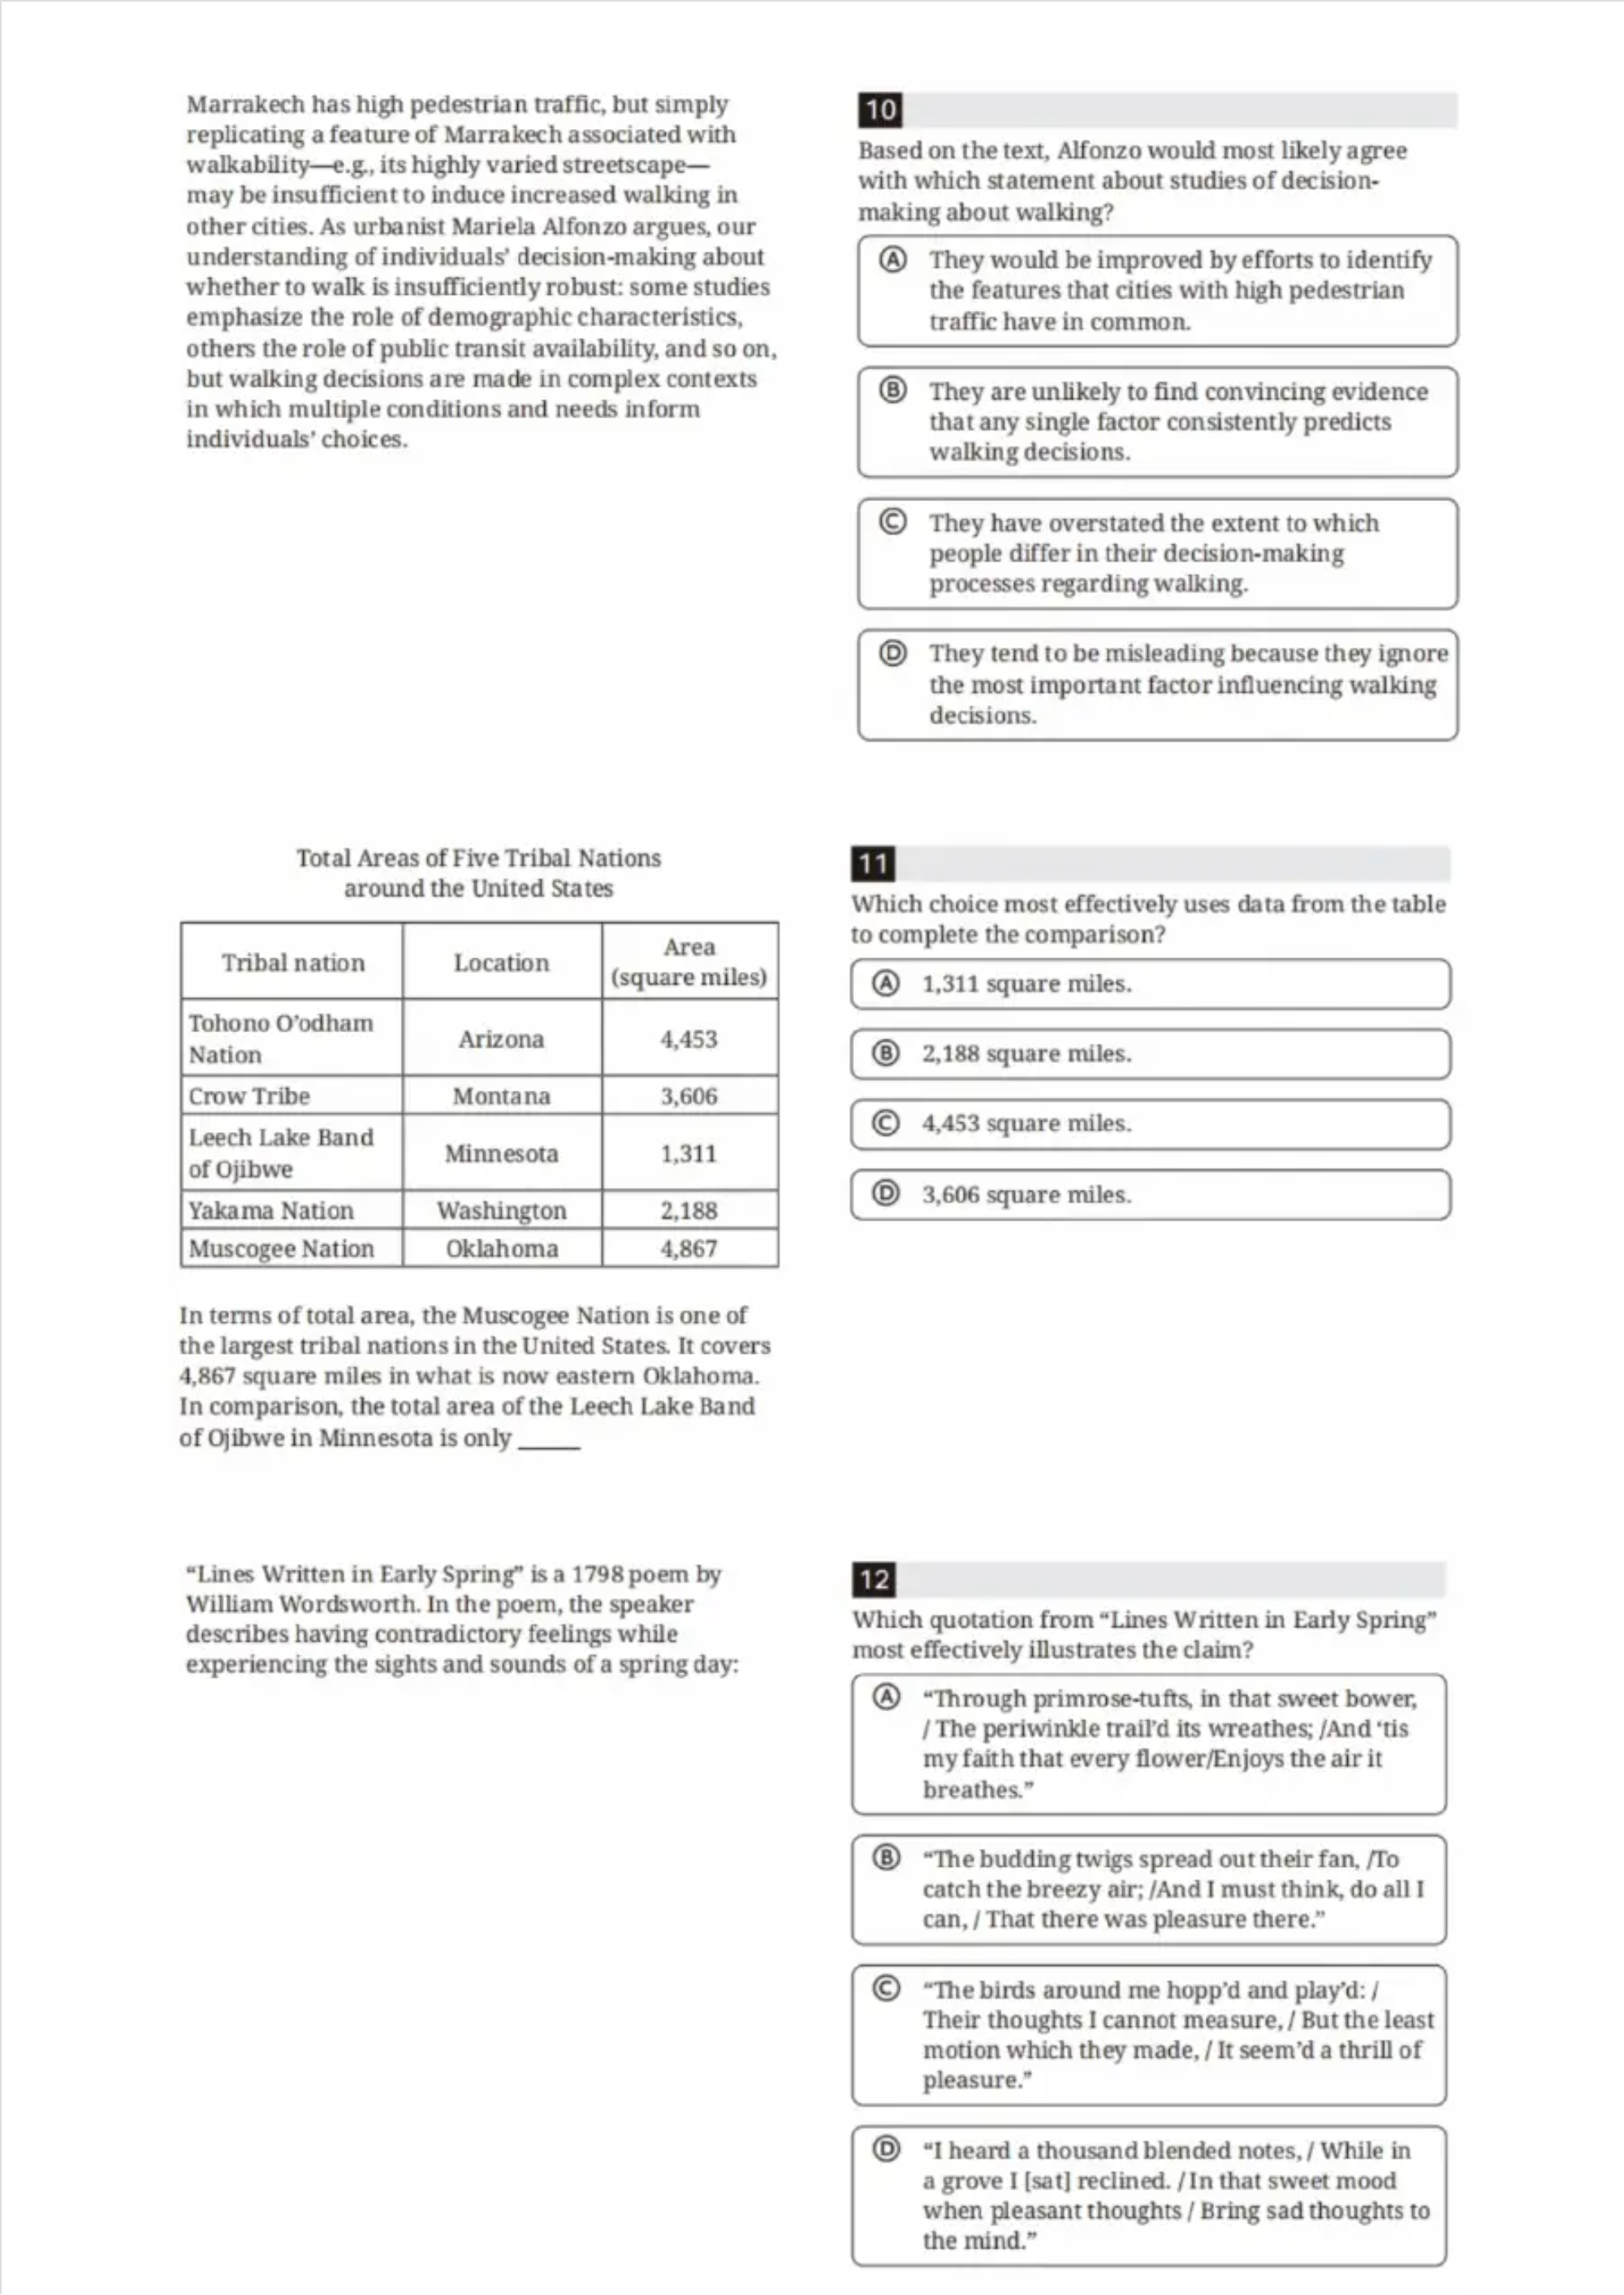 Marrakech has high pedestrian traffic, but simply
replicating a feature of Marrakech associated with
walkability—e.g., its highly varied streetscape—
may be insufficient to induce increased walking in
other cities. As urbanist Mariela Alfonzo argues, our
understanding of individuals’ decision-making about
whether to walk is insufficiently robust: some studies
emphasize the role of demographic characteristics,
others the role of public transit availability, and so on,
but walking decisions are made in complex contexts
in which multiple conditions and needs inform
individuals’ choices.
10
Based on the text, Alfonzo would most likely agree
with which statement about studies of decision-
making about walking?
A They would be improved by efforts to identify
the features that cities with high pedestrian
traffic have in common.
B They are unlikely to find convincing evidence
that any single factor consistently predicts
walking decisions.
C They have overstated the extent to which
people differ in their decision-making
processes regarding walking.
D They tend to be misleading because they ignore
the most important factor influencing walking
decisions.
Total Areas of Five Tribal Nations
around the United States
Tribal nation Location Area (square miles)
Tohono O’odham Nation Arizona 4,453
Crow Tribe Montana 3,606
Leech Lake Band of Ojibwe Minnesota 1,311
Yakama Nation Washington 2,188
Muscogee Nation Oklahoma 4,867
In terms of total area, the Muscogee Nation is one of
the largest tribal nations in the United States. It covers
4,867 square miles in what is now eastern Oklahoma.
In comparison, the total area of the Leech Lake Band
of Ojibwe in Minnesota is only _____
11
Which choice most effectively uses data from the table
to complete the comparison?
A 1,311 square miles.
B 2,188 square miles.
C 4,453 square miles.
D 3,606 square miles.
“Lines Written in Early Spring” is a 1798 poem by
William Wordsworth. In the poem, the speaker
describes having contradictory feelings while
experiencing the sights and sounds of a spring day:
12
Which quotation from “Lines Written in Early Spring”
most effectively illustrates the claim?
A “Through primrose-tufts, in that sweet bower,
/ The periwinkle trail’d its wreathes; /And ‘tis
my faith that every flower/Enjoys the air it
breathes.”
B “The budding twigs spread out their fan, /To
catch the breezy air; /And I must think, do all I
can, / That there was pleasure there.”
C “The birds around me hopp’d and play’d: /
Their thoughts I cannot measure, / But the least
motion which they made, / It seem’d a thrill of
pleasure.”
D “I heard a thousand blended notes, / While in
a grove I [sat] reclined. /In that sweet mood
when pleasant thoughts / Bring sad thoughts to
the mind.”